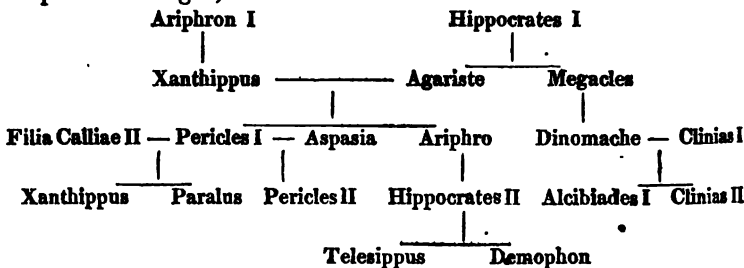 Ariphron I Hippocrates I
Xanthippus Agariste Megacles
Filia Calliae II — Pericles I — Aspasia Ariphro Dinomache — Clinias I
Xanthippus Paralus Pericles II Hippocrates II Alcibiades I Clinias II
Telesippus Demophon